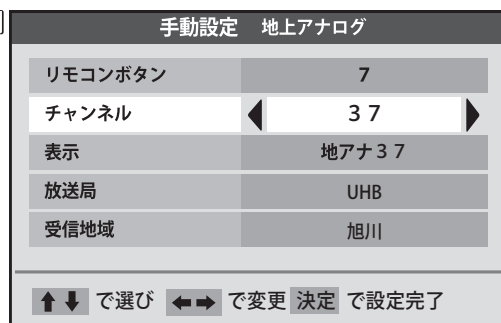 手動設定 地上アナログ
リモコンボタン 7
チャンネル ３７
表示 地アナ３７
放送局 UHB
受信地域 旭川
で選び で変更 決定 で設定完了